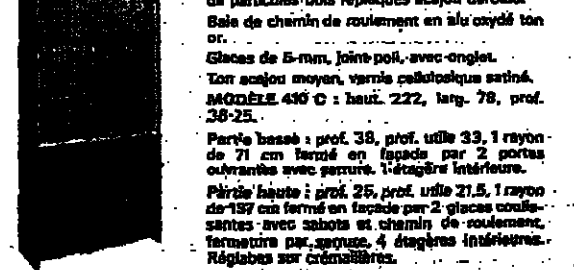 de particules bois replaqués acajou
Baie de chemin de roulement en alu oxydé ton
or.
Glaces de 5 mm, joint poli, avec onglet.
Ton acajou moyen, vernis cellulosique satiné.
MODÈLE 410 C : haut. 222, larg. 78, prof.
38-25.
Partie basse : prof. 38, prof. utile 33, 1 rayon
de 71 cm fermé en façade par 2 portes
ouvrantes avec serrure. 1 étagère intérieure.
Partie haute : prof. 25, prof. utile 21.5, 1 rayon
de 137 cm fermé en façade par 2 glaces coulis-
santes avec sabots et chemin de roulement,
fermeture par serrure, 4 étagères intérieures.
Réglables sur crémaillères.